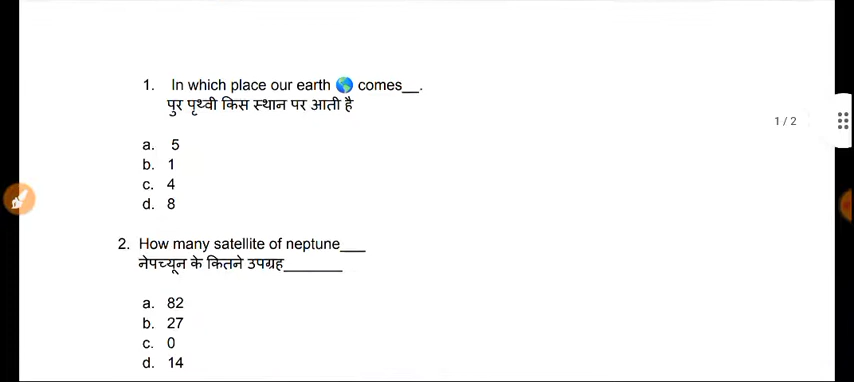 1. In which place our earth 🌎 comes__.
पुर पृथ्वी किस स्थान पर आती है
1 / 2
a. 5
b. 1
c. 4
d. 8
2. How many satellite of neptune___
नेपच्यून के कितने उपग्रह_______
a. 82
b. 27
c. 0
d. 14